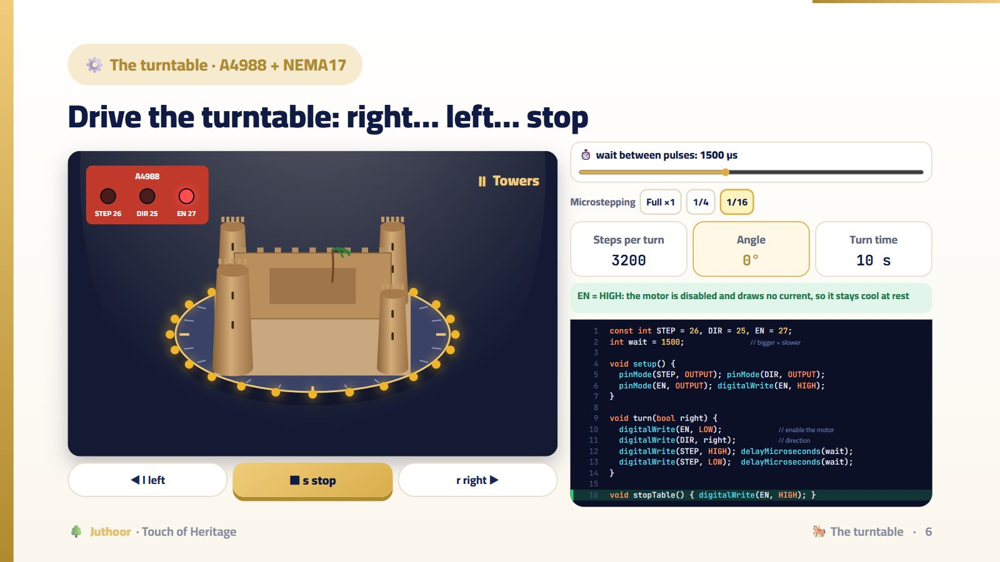 The turntable · A4988 + NEMA17
Drive the turntable: right... left... stop
A4988
STEP 26 DIR 25 EN 27
Towers
◀ l left
■ s stop
r right ▶
wait between pulses: 1500 µs
Microstepping Full ×1 1/4 1/16
Steps per turn
3200
Angle
0°
Turn time
10 s
EN = HIGH: the motor is disabled and draws no current, so it stays cool at rest
1 const int STEP = 26, DIR = 25, EN = 27;
2 int wait = 1500; // bigger = slower
3
4 void setup() {
5 pinMode(STEP, OUTPUT); pinMode(DIR, OUTPUT);
6 pinMode(EN, OUTPUT); digitalWrite(EN, HIGH);
7 }
8
9 void turn(bool right) {
10 digitalWrite(EN, LOW); // enable the motor
11 digitalWrite(DIR, right); // direction
12 digitalWrite(STEP, HIGH); delayMicroseconds(wait);
13 digitalWrite(STEP, LOW); delayMicroseconds(wait);
14 }
15
16 void stopTable() { digitalWrite(EN, HIGH); }
Juthoor · Touch of Heritage
The turntable · 6